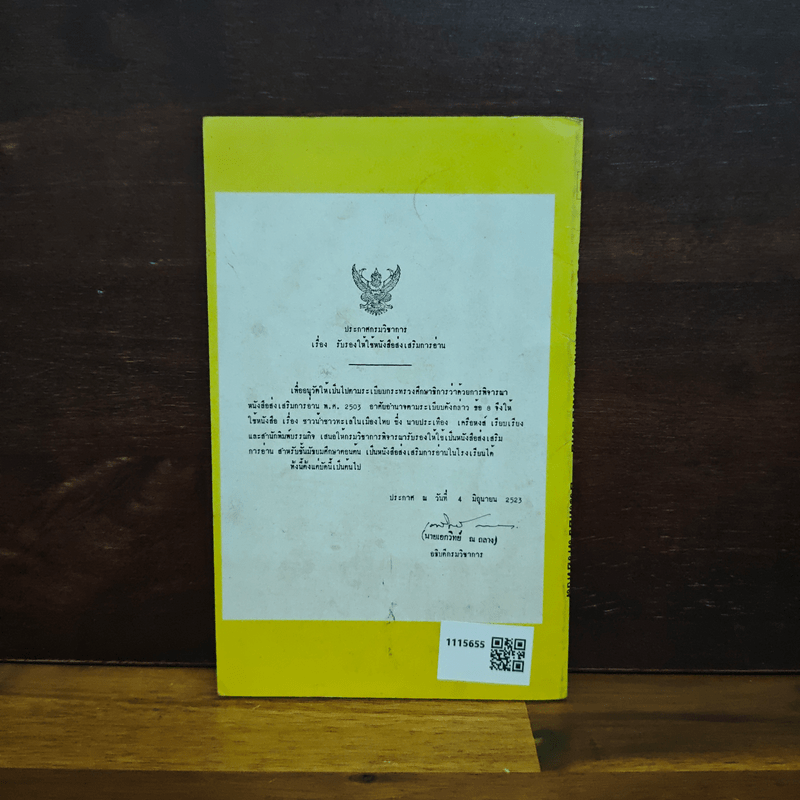 ประกาศกรมวิชาการ
เรื่อง รับรองให้ใช้หนังสือส่งเสริมการอ่าน
เพื่ออนุวัตให้เป็นไปตามระเบียบกระทรวงศึกษาธิการว่าด้วยการพิจารณา
หนังสือส่งเสริมการอ่าน พ.ศ. 2503 อาศัยอำนาจตามระเบียบดังกล่าว ข้อ 8 จึงให้
ใช้หนังสือ เรื่อง ชาวน้ำชาวทะเลในเมืองไทย ซึ่ง นายประเทือง เครือหงส์ เรียบเรียง
และสำนักพิมพ์บรรณกิจ เสนอให้กรมวิชาการพิจารณารับรองให้ใช้เป็นหนังสือส่งเสริม
การอ่าน สำหรับชั้นมัธยมศึกษาตอนต้น เป็นหนังสือส่งเสริมการอ่านในโรงเรียนได้
ทั้งนี้ตั้งแต่บัดนี้เป็นต้นไป
ประกาศ ณ วันที่ 4 มิถุนายน 2523
(นายเอกวิทย์ ณ ถลาง)
อธิบดีกรมวิชาการ
1115655